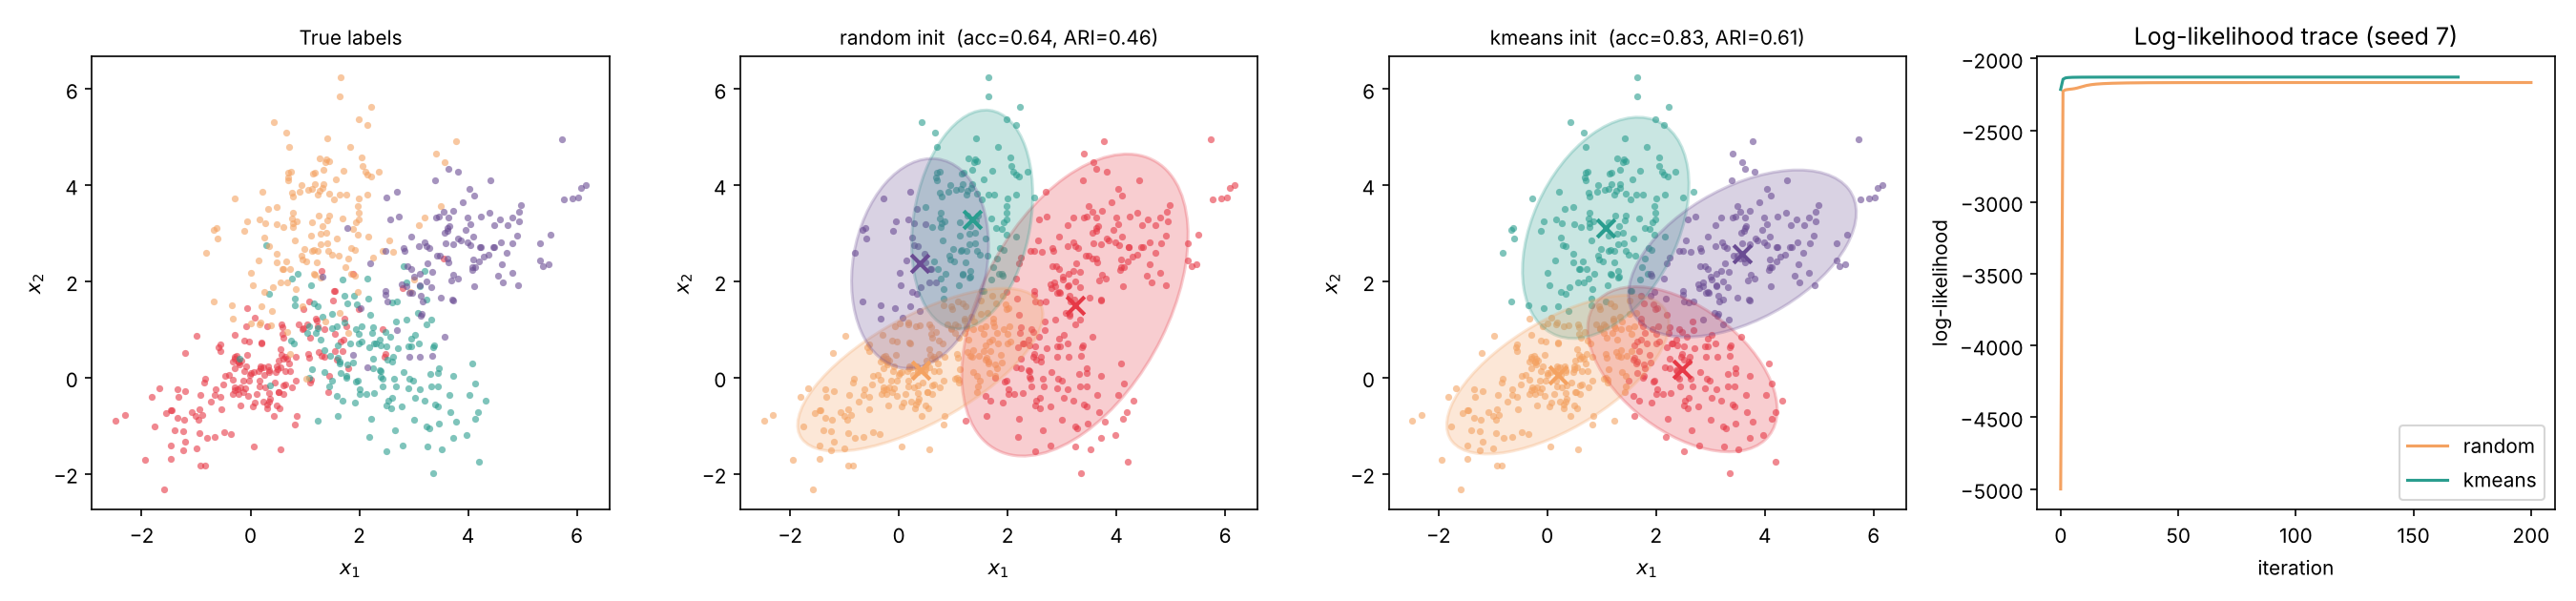 True labels
6
4
2
0
−2
x₂
−2 0 2 4 6
x₁
random init (acc=0.64, ARI=0.46)
6
4
2
0
−2
x₂
−2 0 2 4 6
x₁
kmeans init (acc=0.83, ARI=0.61)
6
4
2
0
−2
x₂
−2 0 2 4 6
x₁
Log-likelihood trace (seed 7)
−2000
−2500
−3000
−3500
−4000
−4500
−5000
log-likelihood
random
kmeans
0 50 100 150 200
iteration